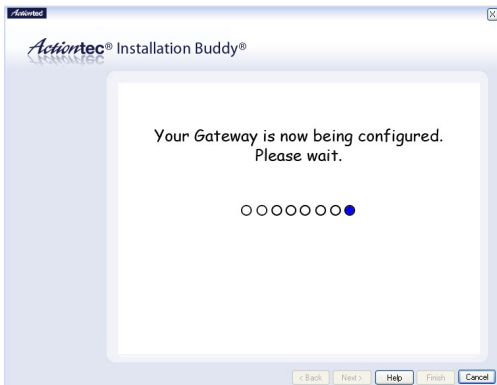 Actiontec
Actiontec® Installation Buddy®
Your Gateway is now being configured.
Please wait.
< Back Next > Help Finish Cancel